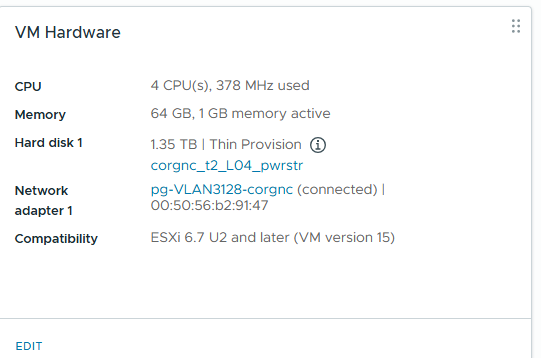 VM Hardware
CPU 4 CPU(s), 378 MHz used
Memory 64 GB, 1 GB memory active
Hard disk 1 1.35 TB | Thin Provision
corgnc_t2_L04_pwrstr
Network adapter 1 pg-VLAN3128-corgnc (connected) |
00:50:56:b2:91:47
Compatibility ESXi 6.7 U2 and later (VM version 15)
EDIT